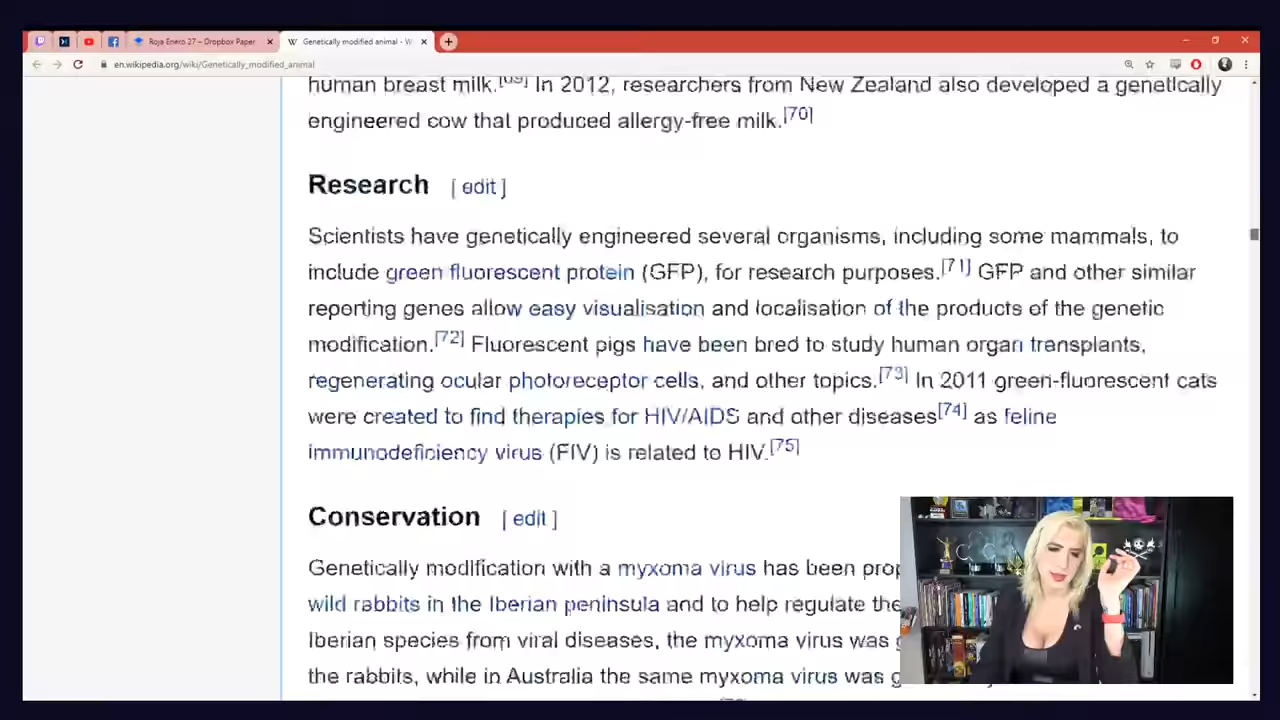 Roja Enero 27 – Dropbox Paper
Genetically modified animal - W
en.wikipedia.org/wiki/Genetically_modified_animal
human breast milk.[69] In 2012, researchers from New Zealand also developed a genetically
engineered cow that produced allergy-free milk.[70]
Research [ edit ]
Scientists have genetically engineered several organisms, including some mammals, to
include green fluorescent protein (GFP), for research purposes.[71] GFP and other similar
reporting genes allow easy visualisation and localisation of the products of the genetic
modification.[72] Fluorescent pigs have been bred to study human organ transplants,
regenerating ocular photoreceptor cells, and other topics.[73] In 2011 green-fluorescent cats
were created to find therapies for HIV/AIDS and other diseases[74] as feline
immunodeficiency virus (FIV) is related to HIV.[75]
Conservation [ edit ]
Genetically modification with a myxoma virus has been prop
wild rabbits in the Iberian peninsula and to help regulate the
Iberian species from viral diseases, the myxoma virus was g
the rabbits, while in Australia the same myxoma virus was g